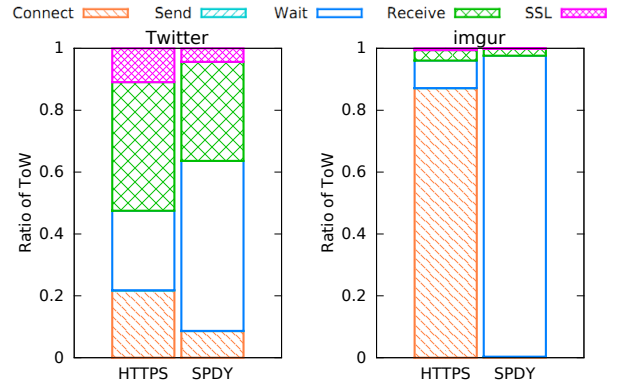 Connect Send Wait Receive SSL
Twitter
Ratio of ToW
1
0.8
0.6
0.4
0.2
0
HTTPS SPDY
imgur
Ratio of ToW
1
0.8
0.6
0.4
0.2
0
HTTPS SPDY